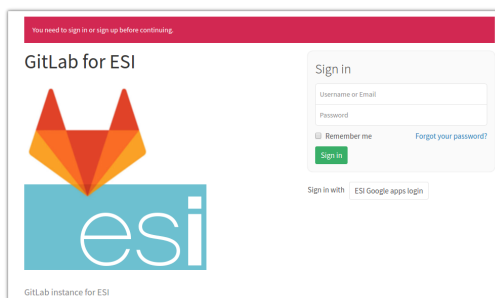 You need to sign in or sign up before continuing.
GitLab for ESI
Sign in
Username or Email
Password
Remember me
Forgot your password?
Sign in
Sign in with
ESI Google apps login
esi
GitLab instance for ESI